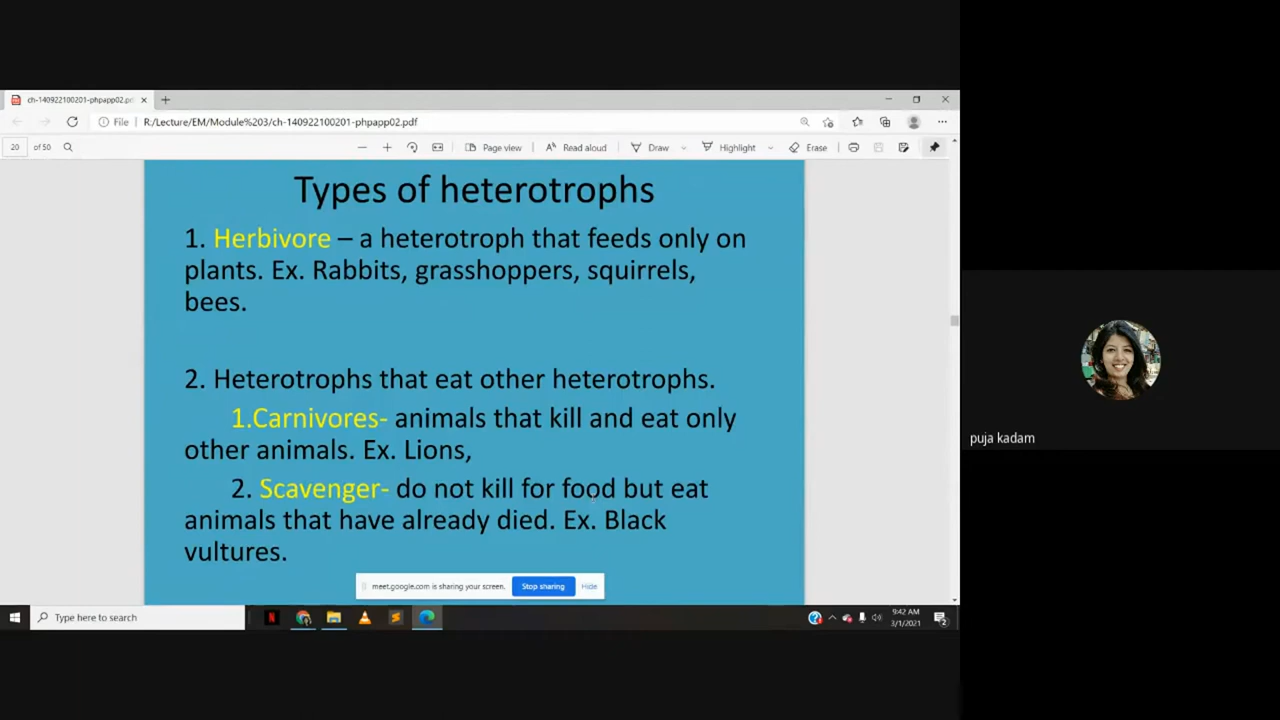 ch-140922100201-phpapp02.pd
File
R:/Lecture/EM/Module%203/ch-140922100201-phpapp02.pdf
20 of 50
Page view
Read aloud
Draw
Highlight
Erase
Types of heterotrophs
1. Herbivore – a heterotroph that feeds only on
plants. Ex. Rabbits, grasshoppers, squirrels,
bees.
2. Heterotrophs that eat other heterotrophs.
1.Carnivores- animals that kill and eat only
other animals. Ex. Lions,
2. Scavenger- do not kill for food but eat
animals that have already died. Ex. Black
vultures.
meet.google.com is sharing your screen.
Stop sharing
Hide
puja kadam
Type here to search
9:42 AM
3/1/2021
2